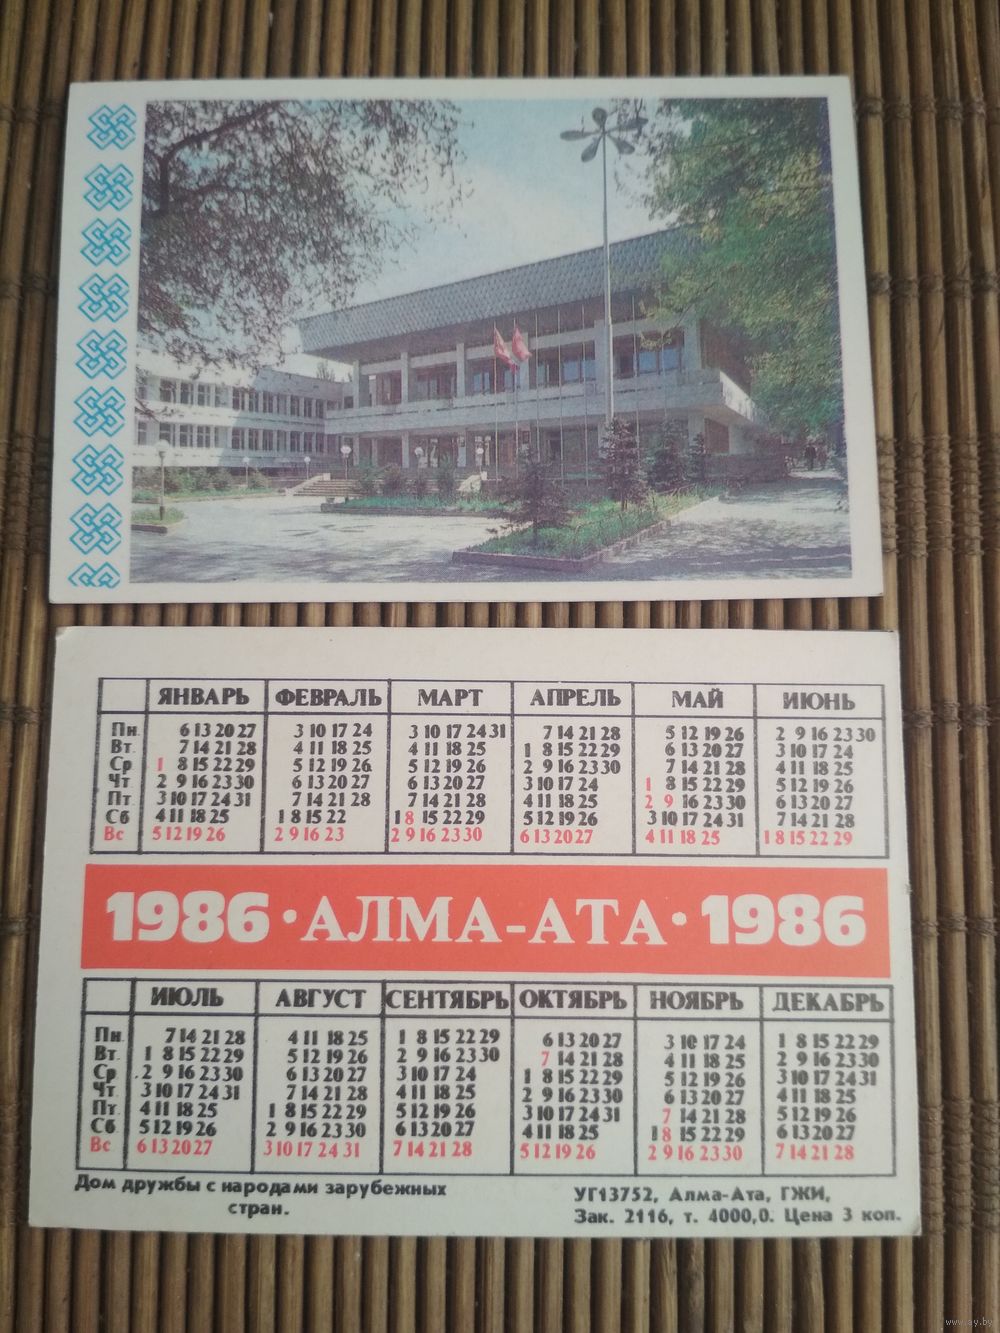 ЯНВАРЬ ФЕВРАЛЬ МАРТ АПРЕЛЬ МАЙ ИЮНЬ
Пн. 6 13 20 27 3 10 17 24 3 10 17 24 31 7 14 21 28 5 12 19 26 2 9 16 23 30
Вт. 7 14 21 28 4 11 18 25 4 11 18 25 1 8 15 22 29 6 13 20 27 3 10 17 24
Ср 1 8 15 22 29 5 12 19 26 5 12 19 26 2 9 16 23 30 7 14 21 28 4 11 18 25
Чт. 2 9 16 23 30 6 13 20 27 6 13 20 27 3 10 17 24 1 8 15 22 29 5 12 19 26
Пт. 3 10 17 24 31 7 14 21 28 7 14 21 28 4 11 18 25 2 9 16 23 30 6 13 20 27
Сб 4 11 18 25 1 8 15 22 1 8 15 22 29 5 12 19 26 3 10 17 24 31 7 14 21 28
Вс 5 12 19 26 2 9 16 23 2 9 16 23 30 6 13 20 27 4 11 18 25 1 8 15 22 29
1986 · АЛМА-АТА · 1986
ИЮЛЬ АВГУСТ СЕНТЯБРЬ ОКТЯБРЬ НОЯБРЬ ДЕКАБРЬ
Пн. 7 14 21 28 4 11 18 25 1 8 15 22 29 6 13 20 27 3 10 17 24 1 8 15 22 29
Вт. 1 8 15 22 29 5 12 19 26 2 9 16 23 30 7 14 21 28 4 11 18 25 2 9 16 23 30
Ср 2 9 16 23 30 6 13 20 27 3 10 17 24 1 8 15 22 29 5 12 19 26 3 10 17 24 31
Чт. 3 10 17 24 31 7 14 21 28 4 11 18 25 2 9 16 23 30 6 13 20 27 4 11 18 25
Пт. 4 11 18 25 1 8 15 22 29 5 12 19 26 3 10 17 24 31 7 14 21 28 5 12 19 26
Сб 5 12 19 26 2 9 16 23 30 6 13 20 27 4 11 18 25 1 8 15 22 29 6 13 20 27
Вс 6 13 20 27 3 10 17 24 31 7 14 21 28 5 12 19 26 2 9 16 23 30 7 14 21 28
Дом дружбы с народами зарубежных
стран.
УГ13752, Алма-Ата, ГЖИ,
Зак. 2116, т. 4000,0. Цена 3 коп.
www.ay.by